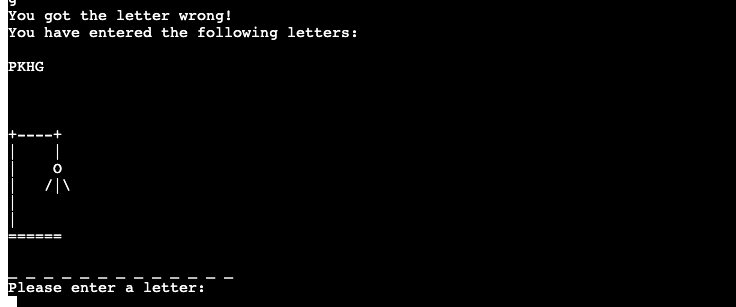 g
You got the letter wrong!
You have entered the following letters:
PKHG
+----+
|    |
|    O
|   /|\
|
|
======
_ _ _ _ _ _ _ _ _ _ _ _ _
Please enter a letter: